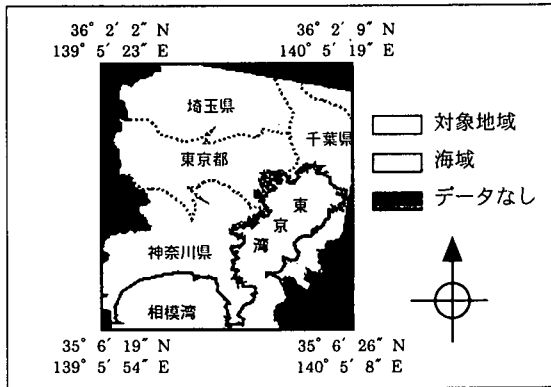 36° 2′ 2″ N
139° 5′ 23″ E
36° 2′ 9″ N
140° 5′ 19″ E
埼玉県
千葉県
東京都
東京湾
神奈川県
相模湾
対象地域
海域
データなし
35° 6′ 19″ N
139° 5′ 54″ E
35° 6′ 26″ N
140° 5′ 8″ E